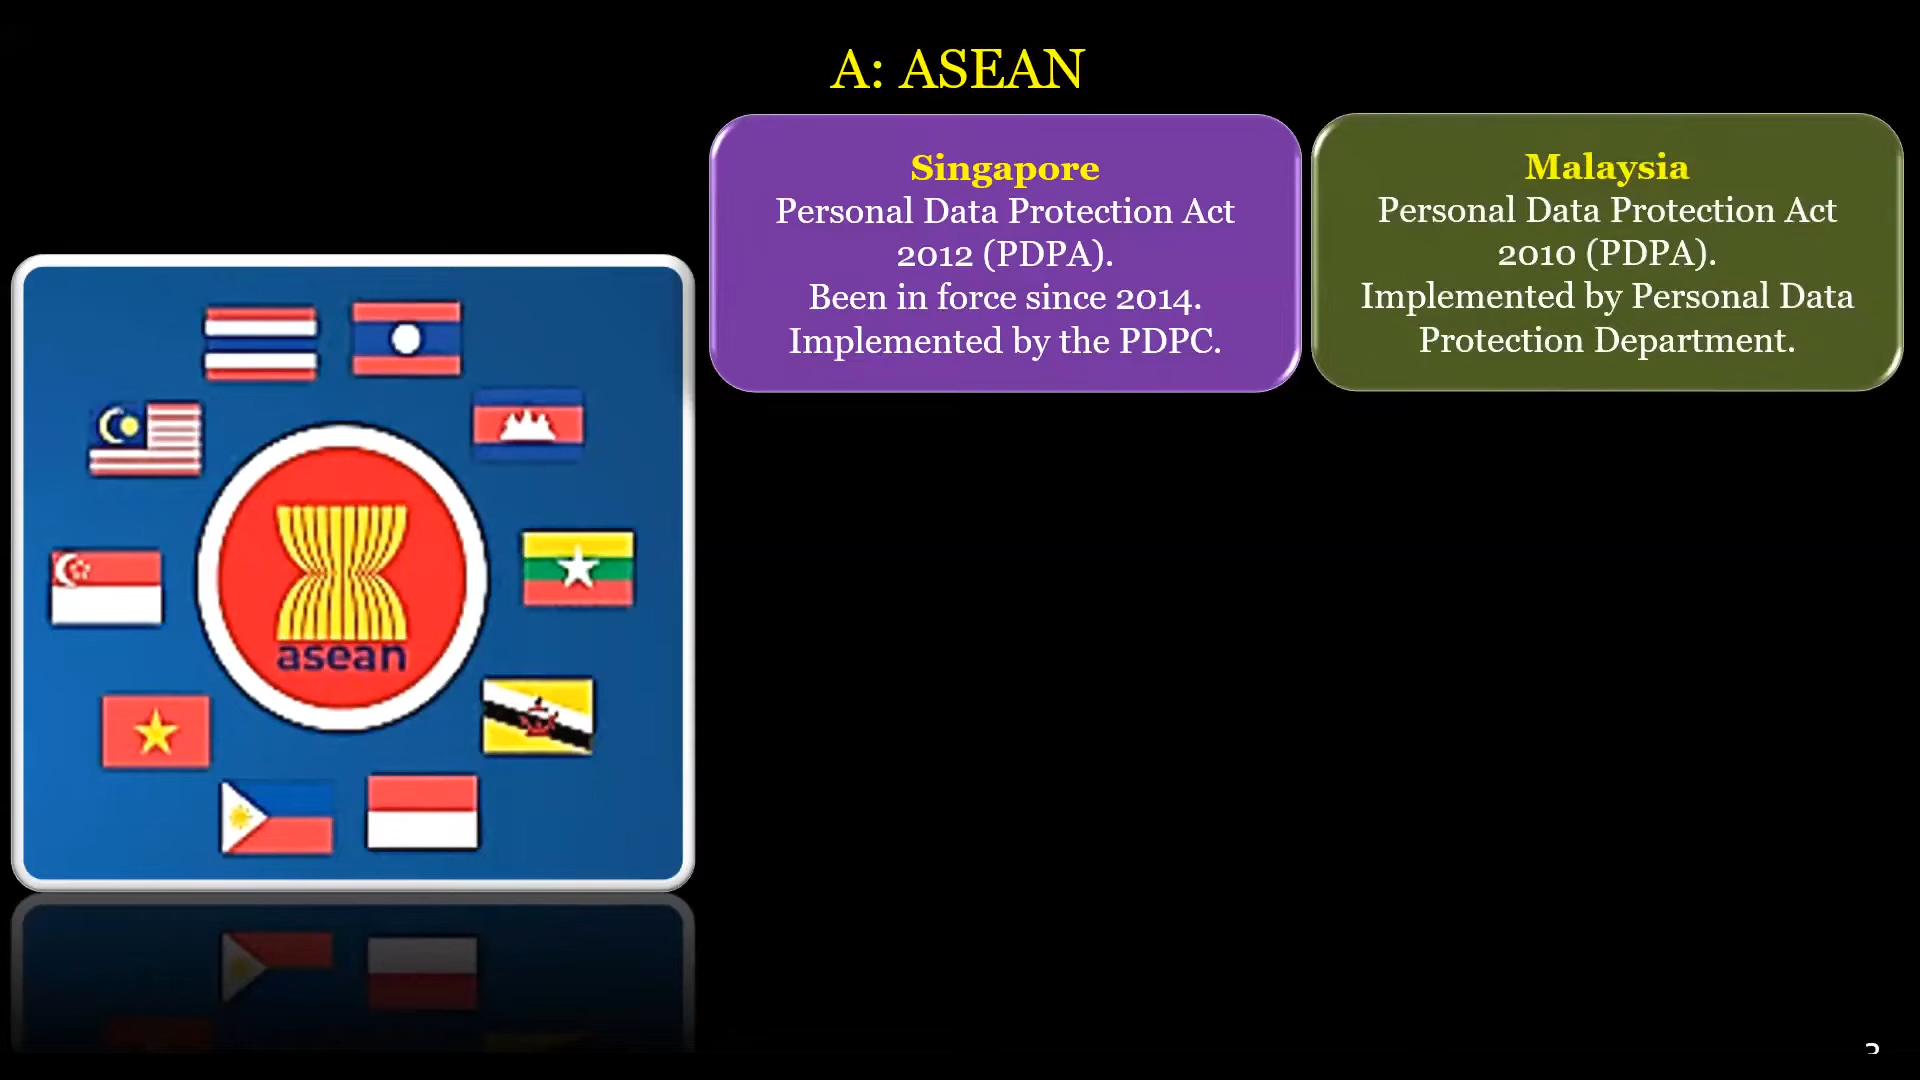 A: ASEAN
Singapore
Personal Data Protection Act
2012 (PDPA).
Been in force since 2014.
Implemented by the PDPC.
Malaysia
Personal Data Protection Act
2010 (PDPA).
Implemented by Personal Data
Protection Department.
asean